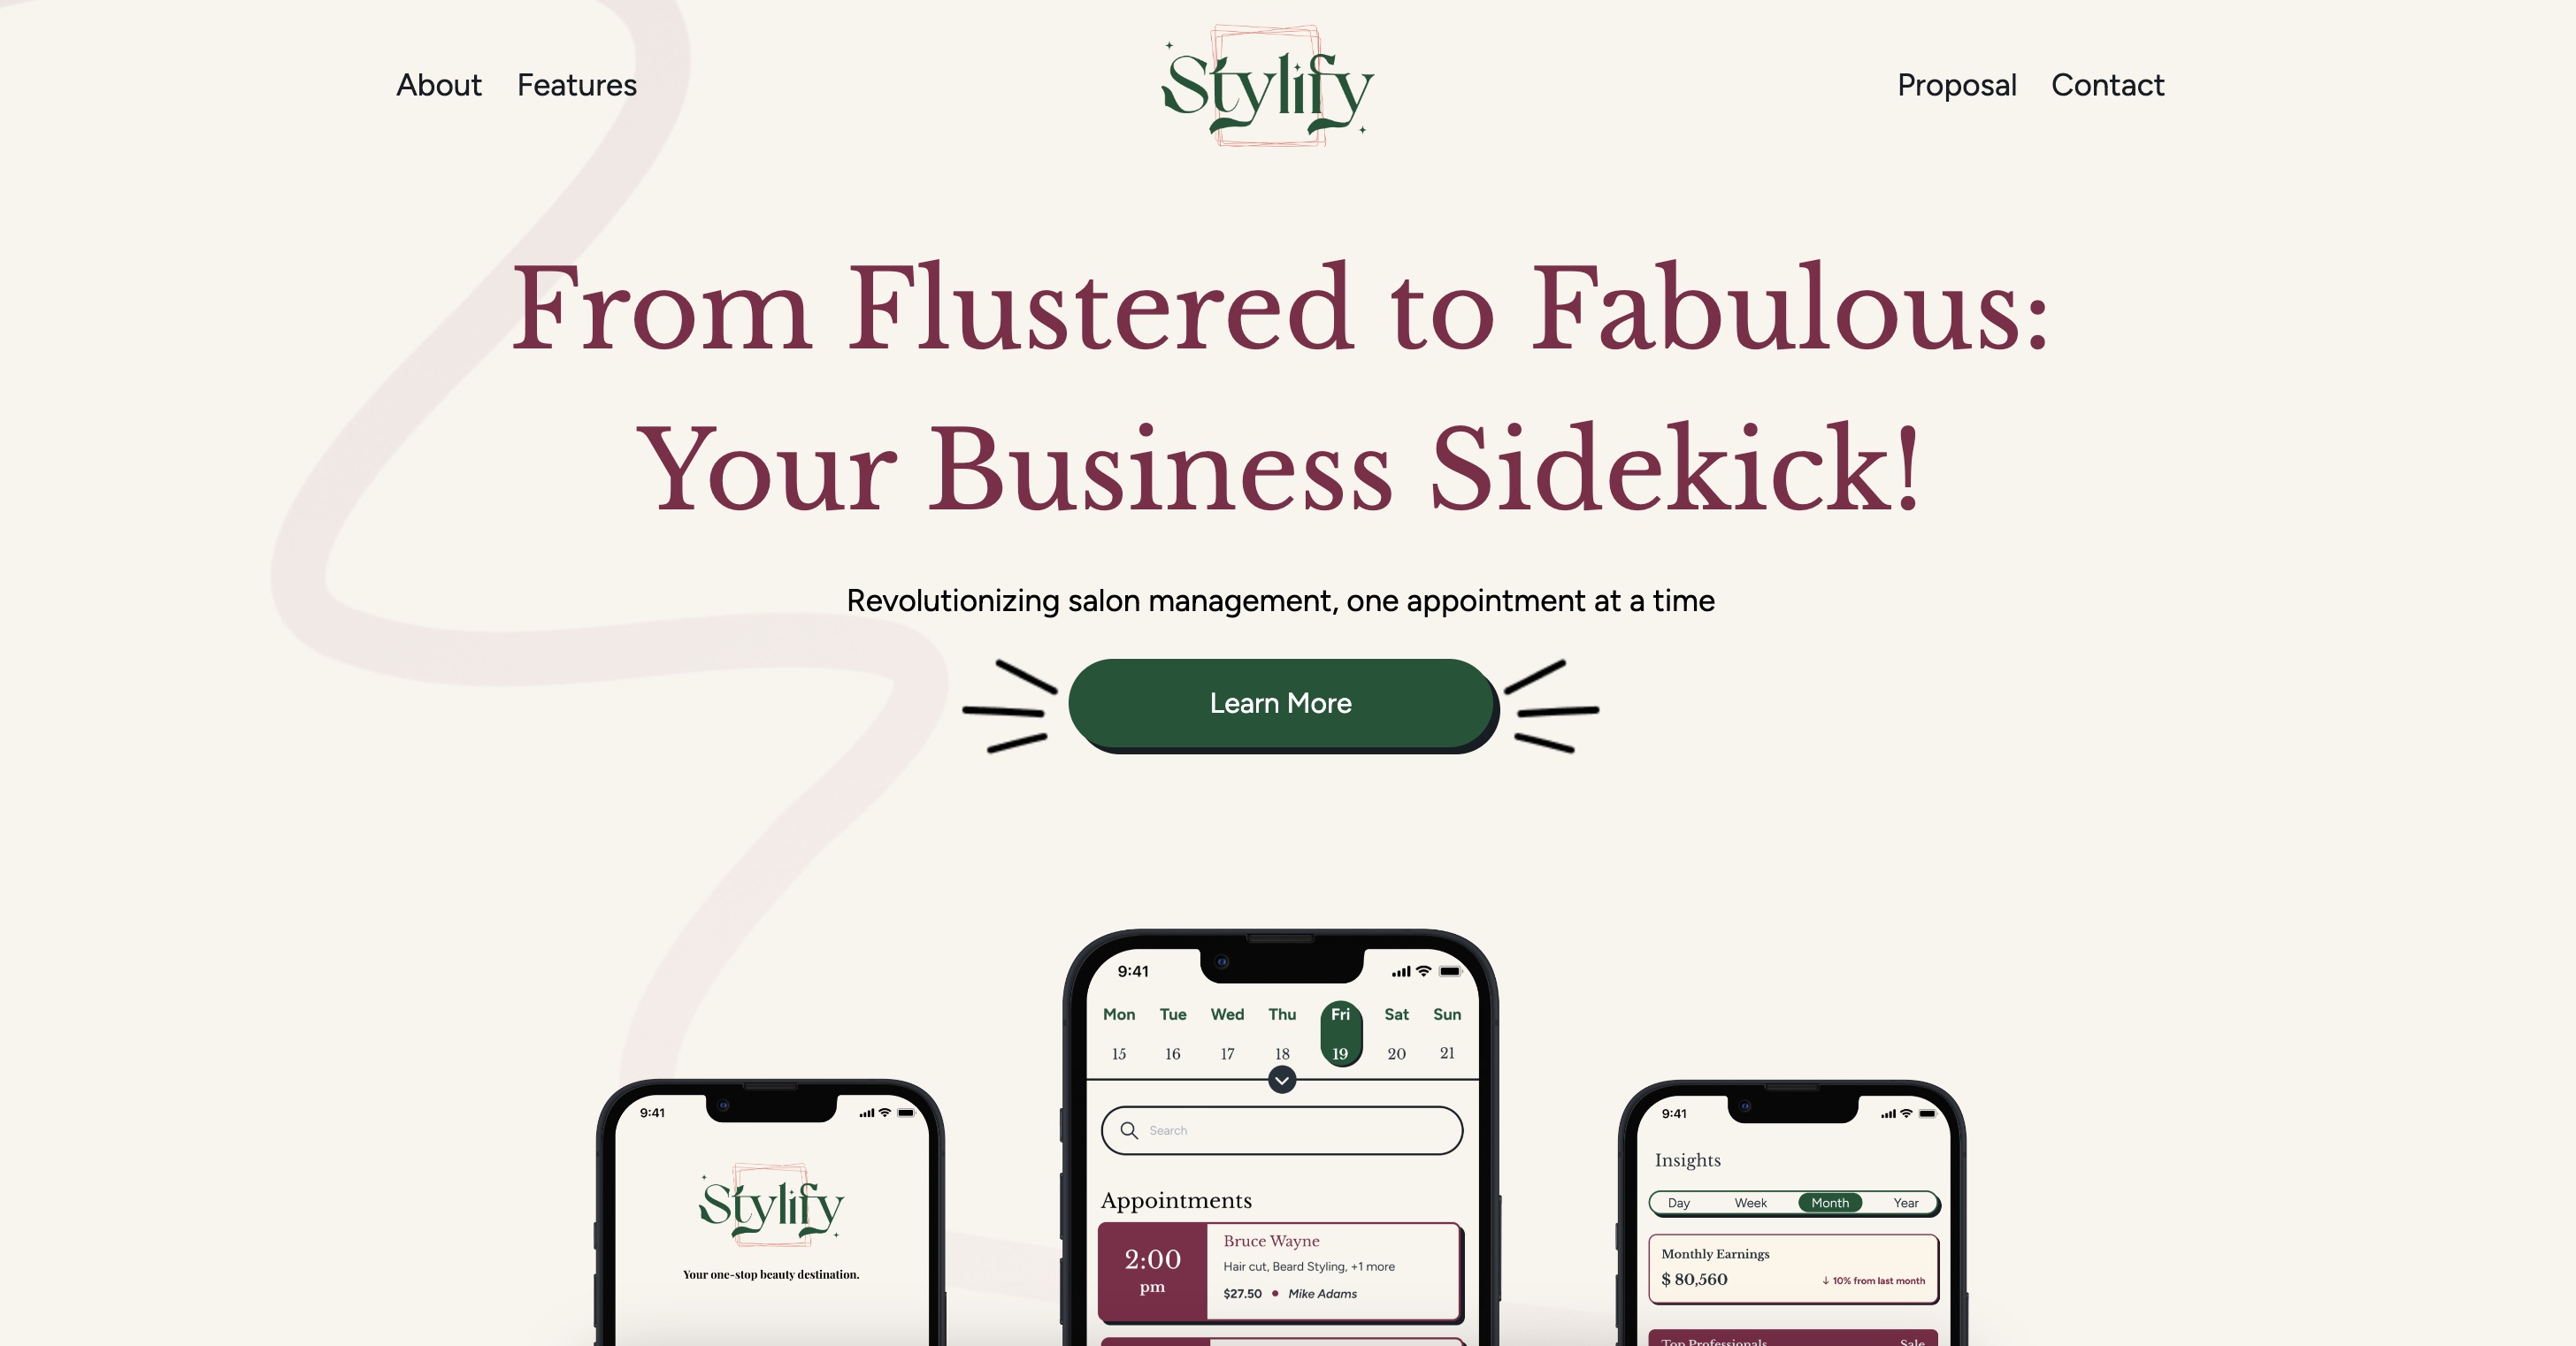 About Features Stylify Proposal Contact
From Flustered to Fabulous:
Your Business Sidekick!
Revolutionizing salon management, one appointment at a time
Learn More
9:41
Stylify
Your one-stop beauty destination.
9:41
Mon Tue Wed Thu Fri Sat Sun
15 16 17 18 19 20 21
Search
Appointments
2:00
pm
Bruce Wayne
Hair cut, Beard Styling, +1 more
$27.50 • Mike Adams
9:41
Insights
Day Week Month Year
Monthly Earnings
$ 80,560 ↓ 10% from last month
Top Professionals Sale